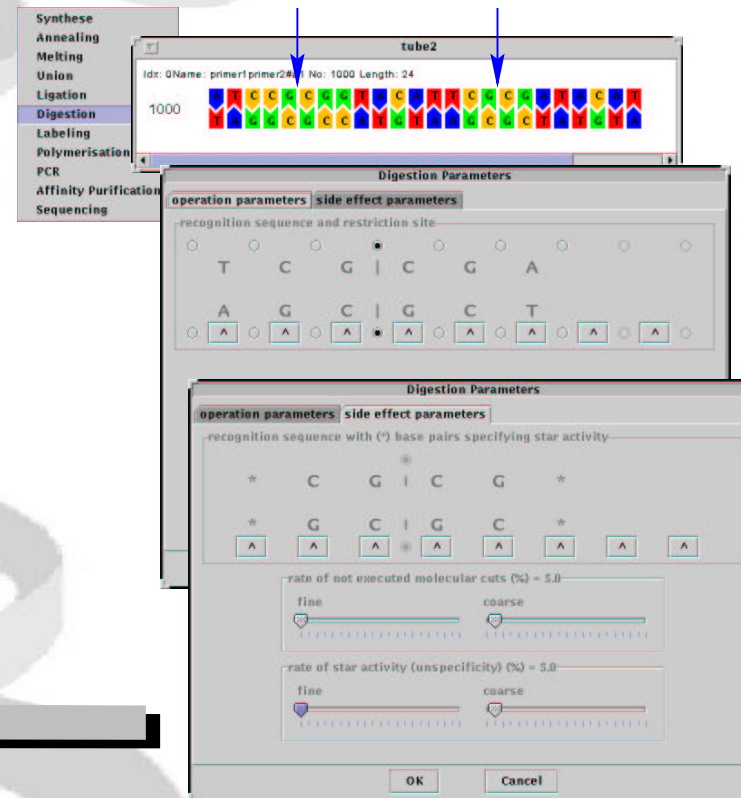 Synthese
Annealing
Melting
Union
Ligation
Digestion
Labeling
Polymerisation
PCR
Affinity Purification
Sequencing
tube2
Idx: 0Name: No: 1000 Length: 24
1000
A T C C G C G G T A C A T T C G C G A T A C A T
T A G G C G C C A T G T A A G C G C T A T G T A
Digestion Parameters
operation parameters side effect parameters
recognition sequence and restriction site
T C G | C G A
A G C | G C T
^ ^ ^ ^ ^ ^ ^ ^
Digestion Parameters
operation parameters side effect parameters
recognition sequence with (*) base pairs specifying star activity
* C G | C G *
* G C | G C *
^ ^ ^ ^ ^ ^ ^ ^
rate of not executed molecular cuts (%) = 5.0
fine coarse
rate of star activity (unspecificity) (%) = 5.0
fine coarse
OK Cancel